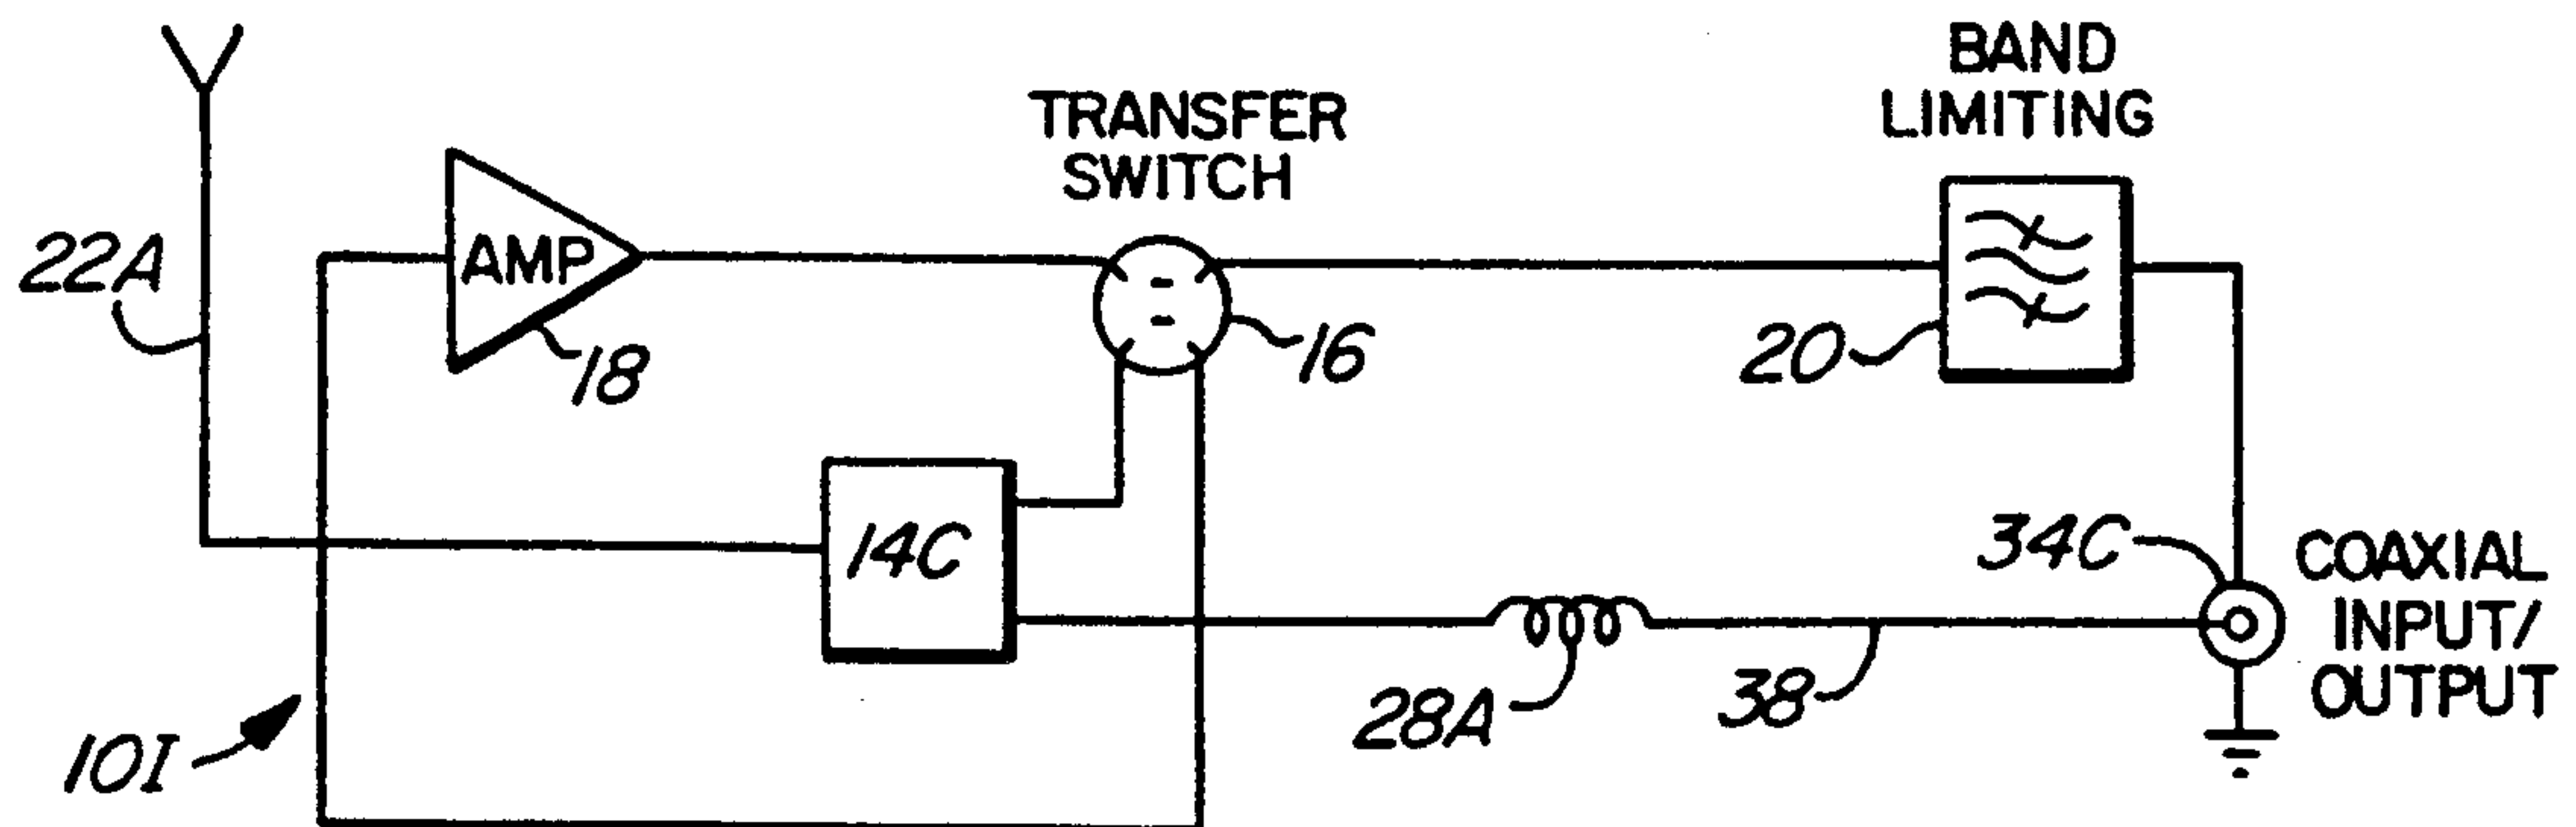 BAND
LIMITING
TRANSFER
SWITCH
22A
AMP
18
16
20
14C
34C
COAXIAL
INPUT/
OUTPUT
28A
38
10I